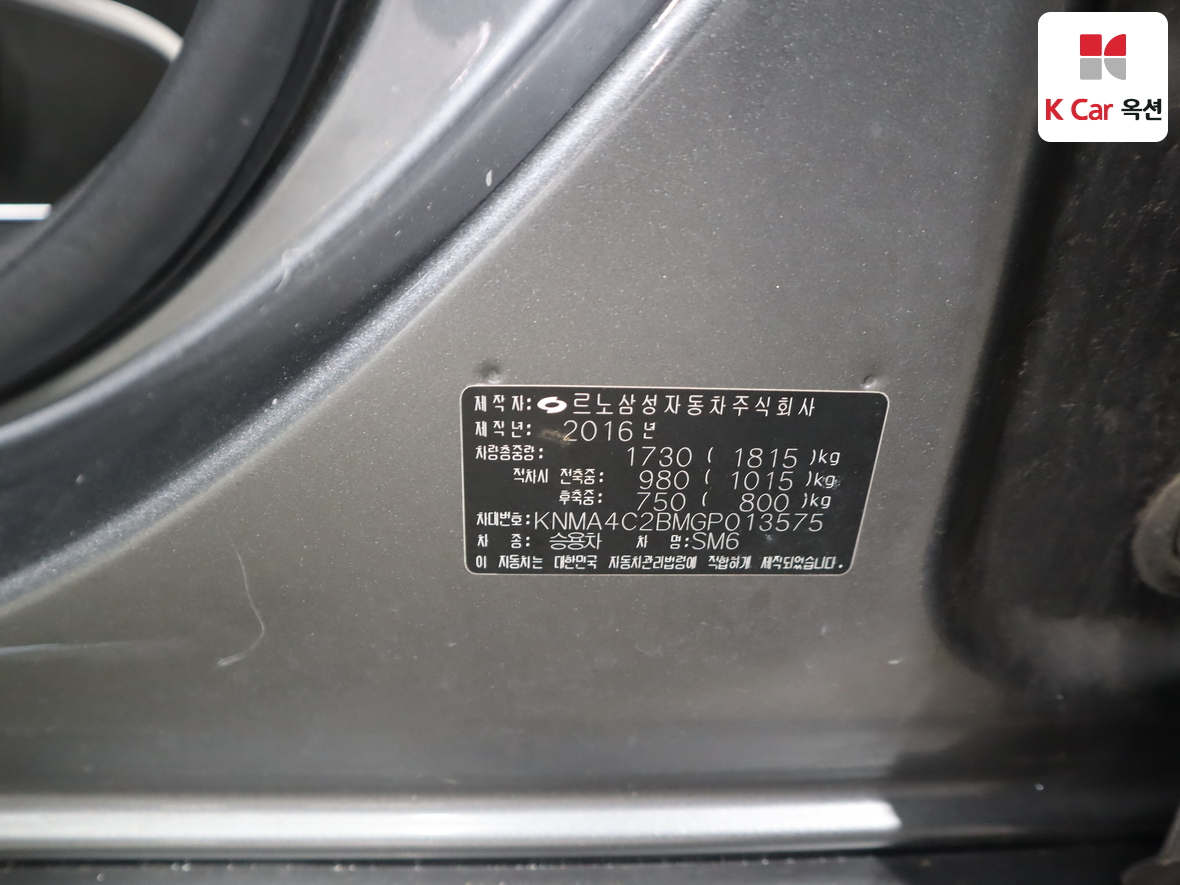 K Car 옥션
제작자: 르노삼성자동차주식회사
제작년: 2016 년
차량총중량: 1730 ( 1815 )kg
적차시 전축중: 980 ( 1015 )kg
후축중: 750 ( 800 )kg
차대번호: KNMA4C2BMGP013575
차 종: 승용차 차 명: SM6
이 자동차는 대한민국 자동차관리법령에 적합하게 제작되었습니다.